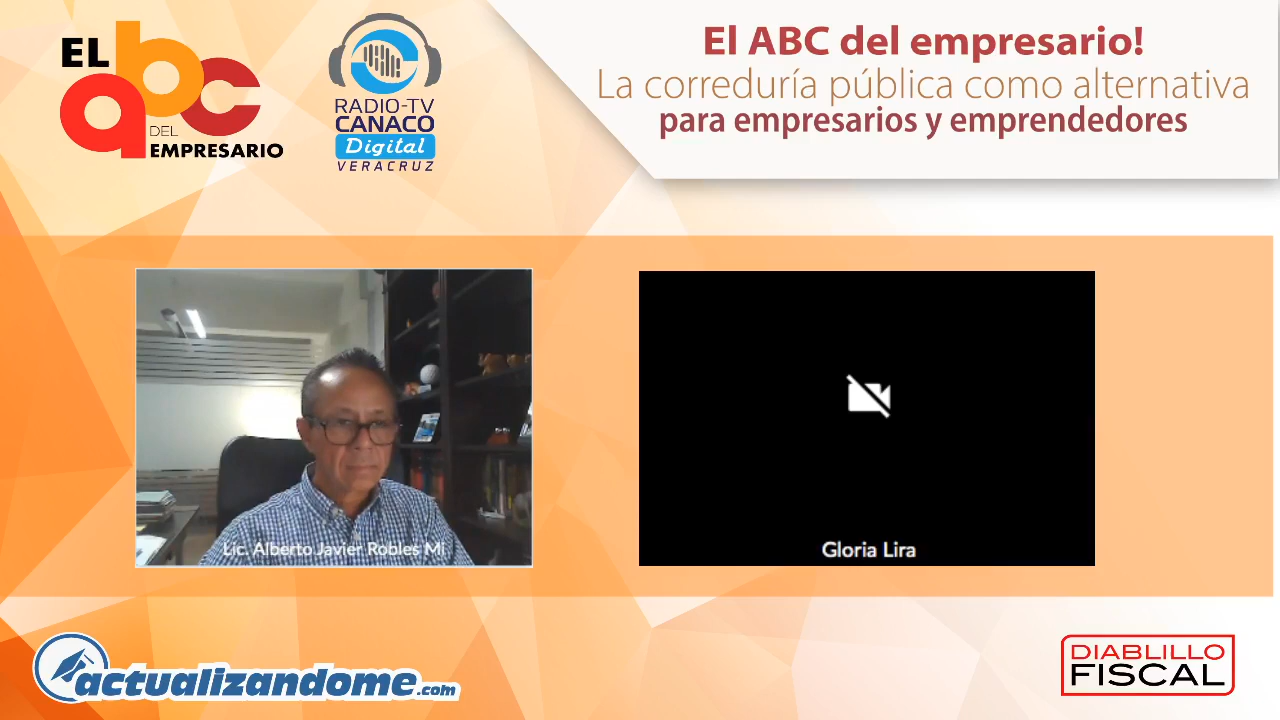 EL abc
DEL
EMPRESARIO
RADIO-TV
CANACO
Digital
VERACRUZ
El ABC del empresario!
La correduría pública como alternativa
para empresarios y emprendedores
Lic. Alberto Javier Robles Mi
Gloria Lira
actualizandome.com
DIABLILLO
FISCAL